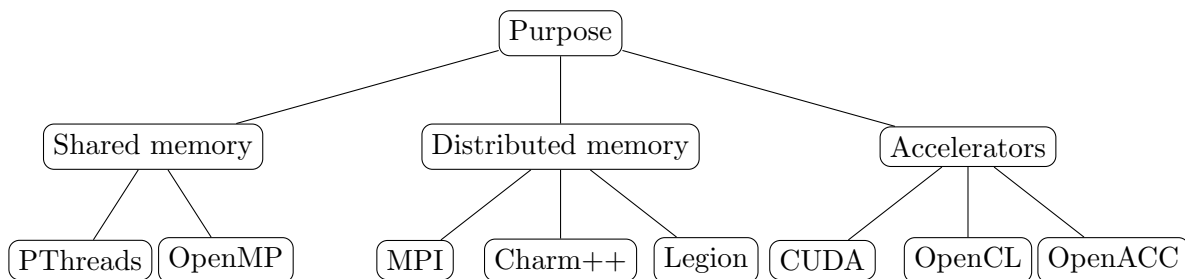 Purpose
Shared memory Distributed memory Accelerators
PThreads OpenMP MPI Charm++ Legion CUDA OpenCL OpenACC